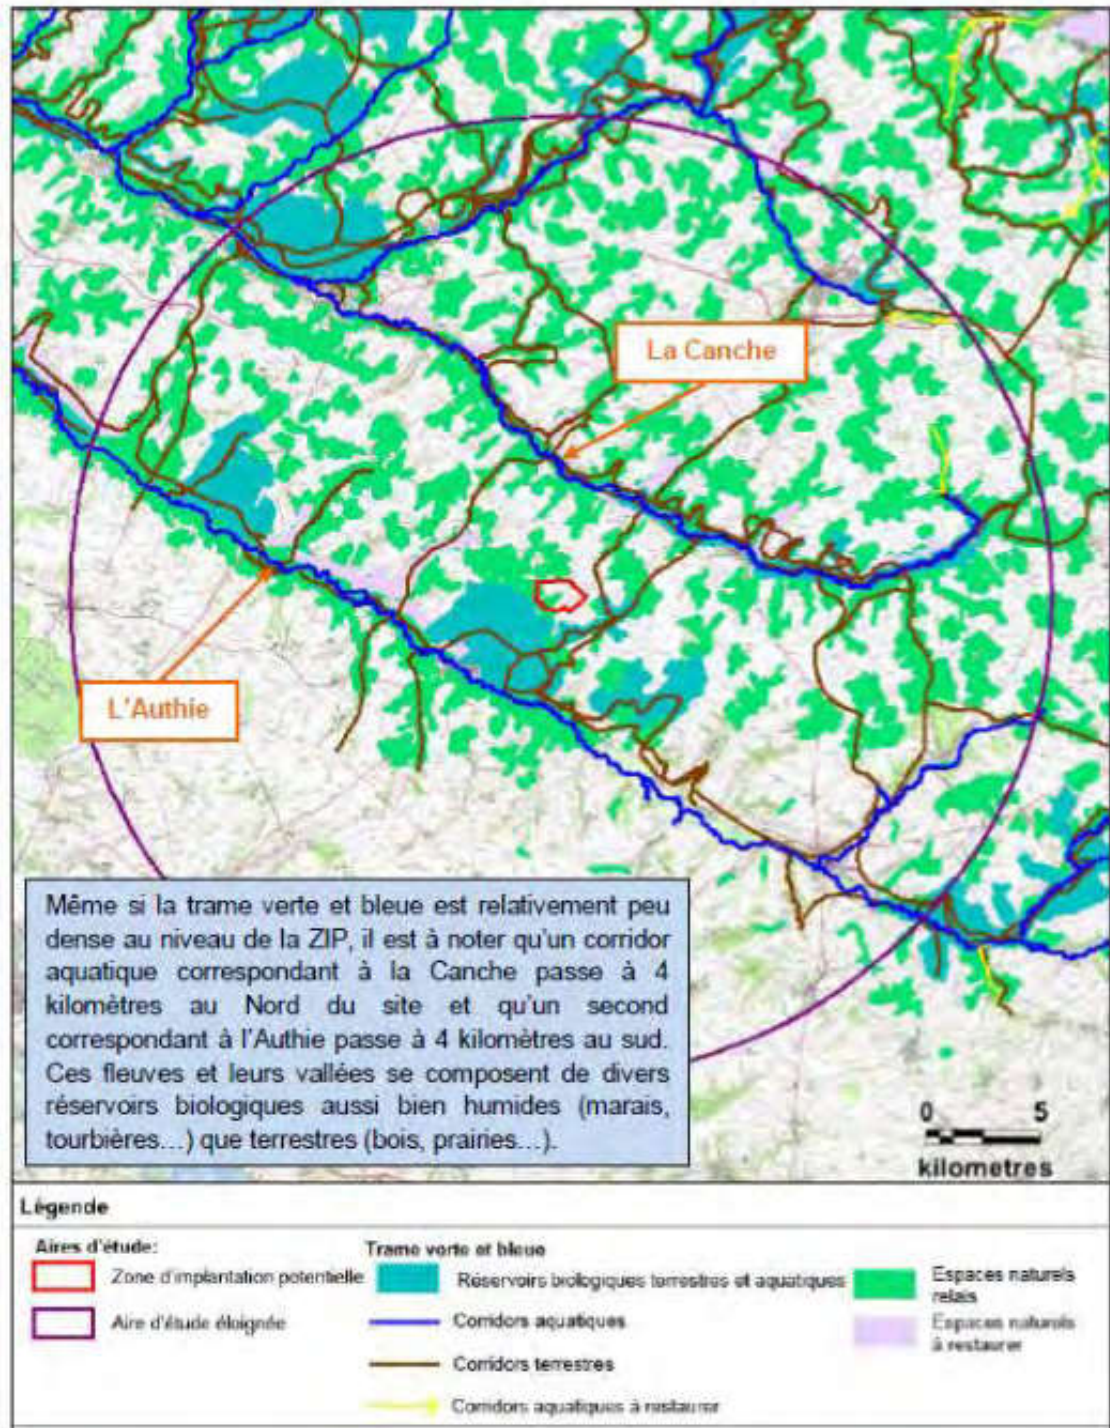 La Canche
L'Authie
Même si la trame verte et bleue est relativement peu
dense au niveau de la ZIP, il est à noter qu'un corridor
aquatique correspondant à la Canche passe à 4
kilomètres au Nord du site et qu'un second
correspondant à l'Authie passe à 4 kilomètres au sud.
Ces fleuves et leurs vallées se composent de divers
réservoirs biologiques aussi bien humides (marais,
tourbières...) que terrestres (bois, prairies...).
0 5
kilometres
Légende
Aires d'étude:
Zone d'implantation potentielle
Aire d'étude éloignée
Trame verte et bleue
Réservoirs biologiques terrestres et aquatiques
Corridors aquatiques
Corridors terrestres
Corridors aquatiques à restaurer
Espaces naturels
relais
Espaces naturels
à restaurer